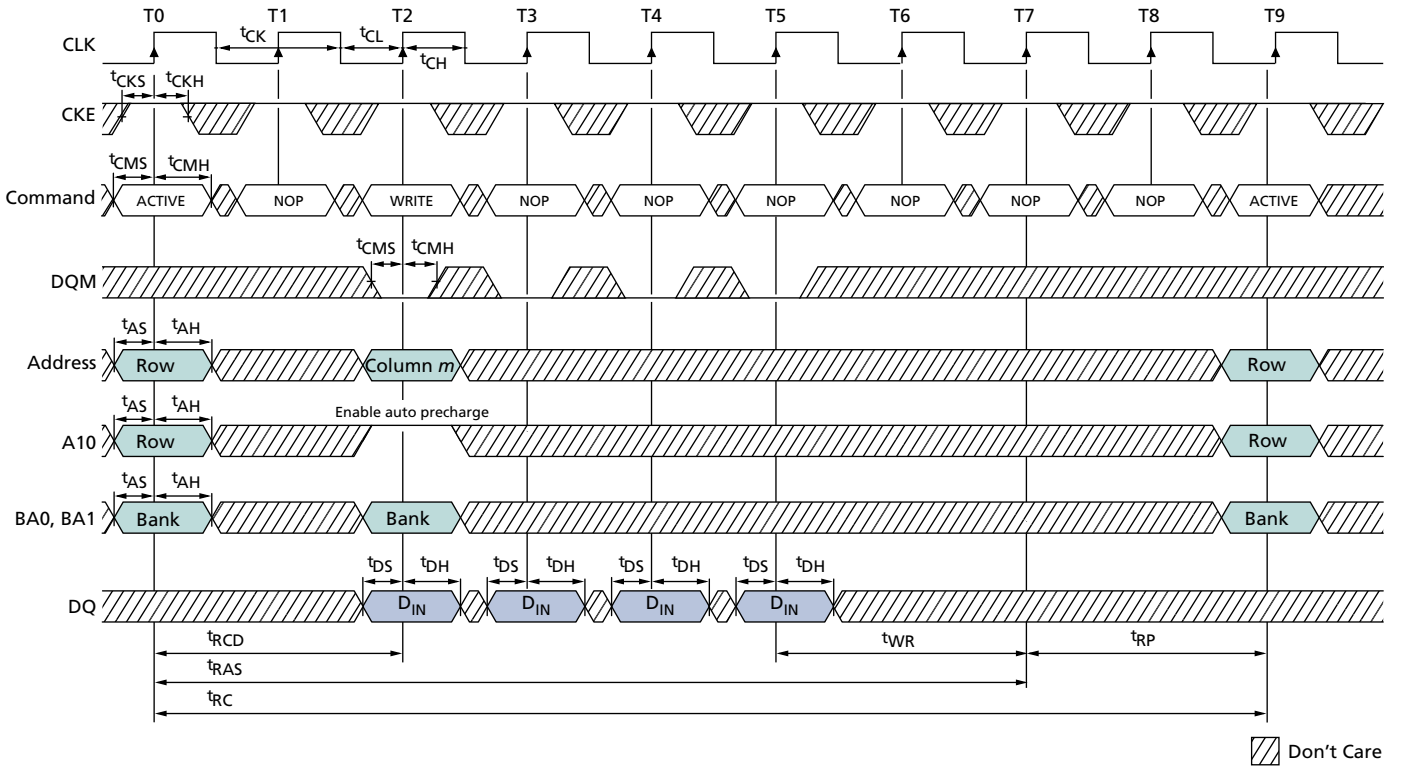 T0 T1 T2 T3 T4 T5 T6 T7 T8 T9
CLK tCK tCL tCH
tCKS tCKH
CKE
tCMS tCMH
Command ACTIVE NOP WRITE NOP NOP NOP NOP NOP NOP ACTIVE
tCMS tCMH
DQM
tAS tAH
Address Row Column m Row
tAS tAH Enable auto precharge
A10 Row Row
tAS tAH
BA0, BA1 Bank Bank Bank
tDS tDH tDS tDH tDS tDH tDS tDH
DQ DIN DIN DIN DIN
tRCD tWR tRP
tRAS
tRC
Don't Care